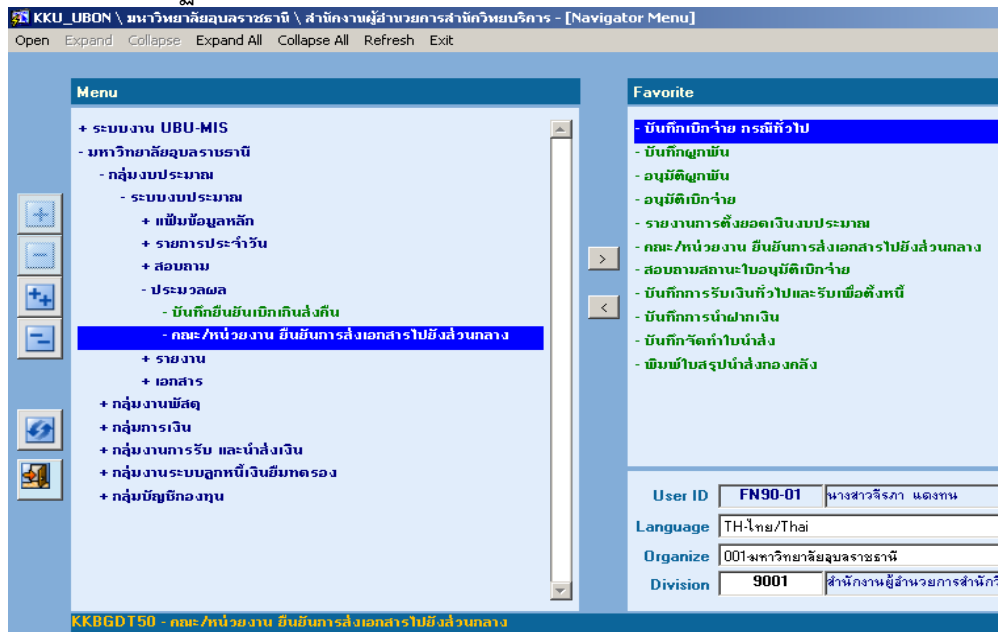 KKU_UBON \ มหาวิทยาลัยอุบลราชธานี \ สำนักงานผู้อำนวยการสำนักวิทยบริการ - [Navigator Menu]
Open Expand Collapse Expand All Collapse All Refresh Exit
Menu
+ ระบบงาน UBU-MIS
- มหาวิทยาลัยอุบลราชธานี
- กลุ่มงบประมาณ
- ระบบงบประมาณ
+ แฟ้มข้อมูลหลัก
+ รายการประจำวัน
+ สอบถาม
- ประมวลผล
- บันทึกยืนยันเบิกเกินส่งคืน
- คณะ/หน่วยงาน ยืนยันการส่งเอกสารไปยังส่วนกลาง
+ รายงาน
+ เอกสาร
+ กลุ่มงานพัสดุ
+ กลุ่มการเงิน
+ กลุ่มงานการรับ และนำส่งเงิน
+ กลุ่มงานระบบลูกหนี้เงินยืมทดรอง
+ กลุ่มบัญชีกองทุน
Favorite
- บันทึกเบิกจ่าย กรณีทั่วไป
- บันทึกผูกพัน
- อนุมัติผูกพัน
- อนุมัติเบิกจ่าย
- รายงานการตั้งยอดเงินงบประมาณ
- คณะ/หน่วยงาน ยืนยันการส่งเอกสารไปยังส่วนกลาง
- สอบถามสถานะใบอนุมัติเบิกจ่าย
- บันทึกการรับเงินทั่วไปและรับเพื่อตั้งหนี้
- บันทึกการนำฝากเงิน
- บันทึกจัดทำใบนำส่ง
- พิมพ์ใบสรุปนำส่งกองคลัง
User ID FN90-01 นางสาวจีรภา แดงทน
Language TH-ไทย/Thai
Organize 001-มหาวิทยาลัยอุบลราชธานี
Division 9001 สำนักงานผู้อำนวยการสำนักวิ
KKBGDT50 - คณะ/หน่วยงาน ยืนยันการส่งเอกสารไปยังส่วนกลาง